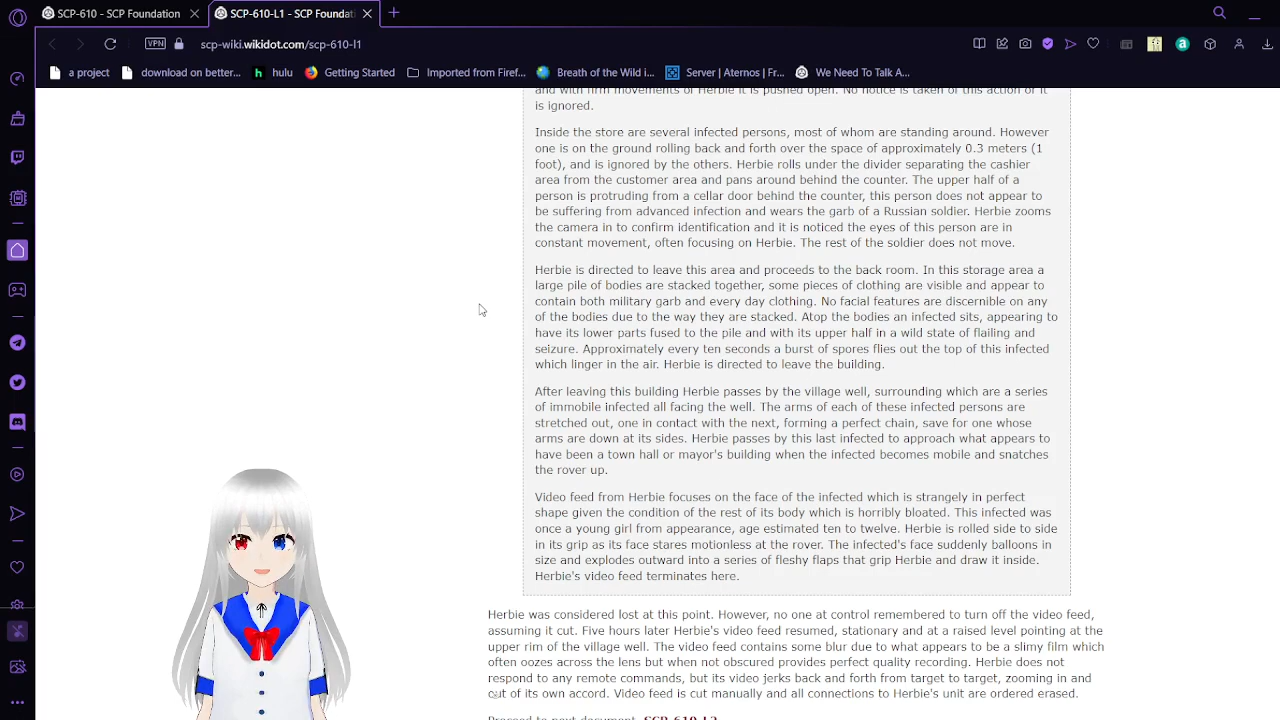 SCP-610 - SCP Foundation
SCP-610-L1 - SCP Foundati
VPN
scp-wiki.wikidot.com/scp-610-l1
a project
download on better...
hulu
Getting Started
Imported from Firef...
Breath of the Wild i...
Server | Aternos | Fr...
We Need To Talk A...
and with firm movements of Herbie it is pushed open. No notice is taken of this action or it
is ignored.
Inside the store are several infected persons, most of whom are standing around. However
one is on the ground rolling back and forth over the space of approximately 0.3 meters (1
foot), and is ignored by the others. Herbie rolls under the divider separating the cashier
area from the customer area and pans around behind the counter. The upper half of a
person is protruding from a cellar door behind the counter, this person does not appear to
be suffering from advanced infection and wears the garb of a Russian soldier. Herbie zooms
the camera in to confirm identification and it is noticed the eyes of this person are in
constant movement, often focusing on Herbie. The rest of the soldier does not move.
Herbie is directed to leave this area and proceeds to the back room. In this storage area a
large pile of bodies are stacked together, some pieces of clothing are visible and appear to
contain both military garb and every day clothing. No facial features are discernible on any
of the bodies due to the way they are stacked. Atop the bodies an infected sits, appearing to
have its lower parts fused to the pile and with its upper half in a wild state of flailing and
seizure. Approximately every ten seconds a burst of spores flies out the top of this infected
which linger in the air. Herbie is directed to leave the building.
After leaving this building Herbie passes by the village well, surrounding which are a series
of immobile infected all facing the well. The arms of each of these infected persons are
stretched out, one in contact with the next, forming a perfect chain, save for one whose
arms are down at its sides. Herbie passes by this last infected to approach what appears to
have been a town hall or mayor's building when the infected becomes mobile and snatches
the rover up.
Video feed from Herbie focuses on the face of the infected which is strangely in perfect
shape given the condition of the rest of its body which is horribly bloated. This infected was
once a young girl from appearance, age estimated ten to twelve. Herbie is rolled side to side
in its grip as its face stares motionless at the rover. The infected's face suddenly balloons in
size and explodes outward into a series of fleshy flaps that grip Herbie and draw it inside.
Herbie's video feed terminates here.
Herbie was considered lost at this point. However, no one at control remembered to turn off the video feed,
assuming it cut. Five hours later Herbie's video feed resumed, stationary and at a raised level pointing at the
upper rim of the village well. The video feed contains some blur due to what appears to be a slimy film which
often oozes across the lens but when not obscured provides perfect quality recording. Herbie does not
respond to any remote commands, but its video jerks back and forth from target to target, zooming in and
out of its own accord. Video feed is cut manually and all connections to Herbie's unit are ordered erased.
Proceed to next document, SCP-610-L2